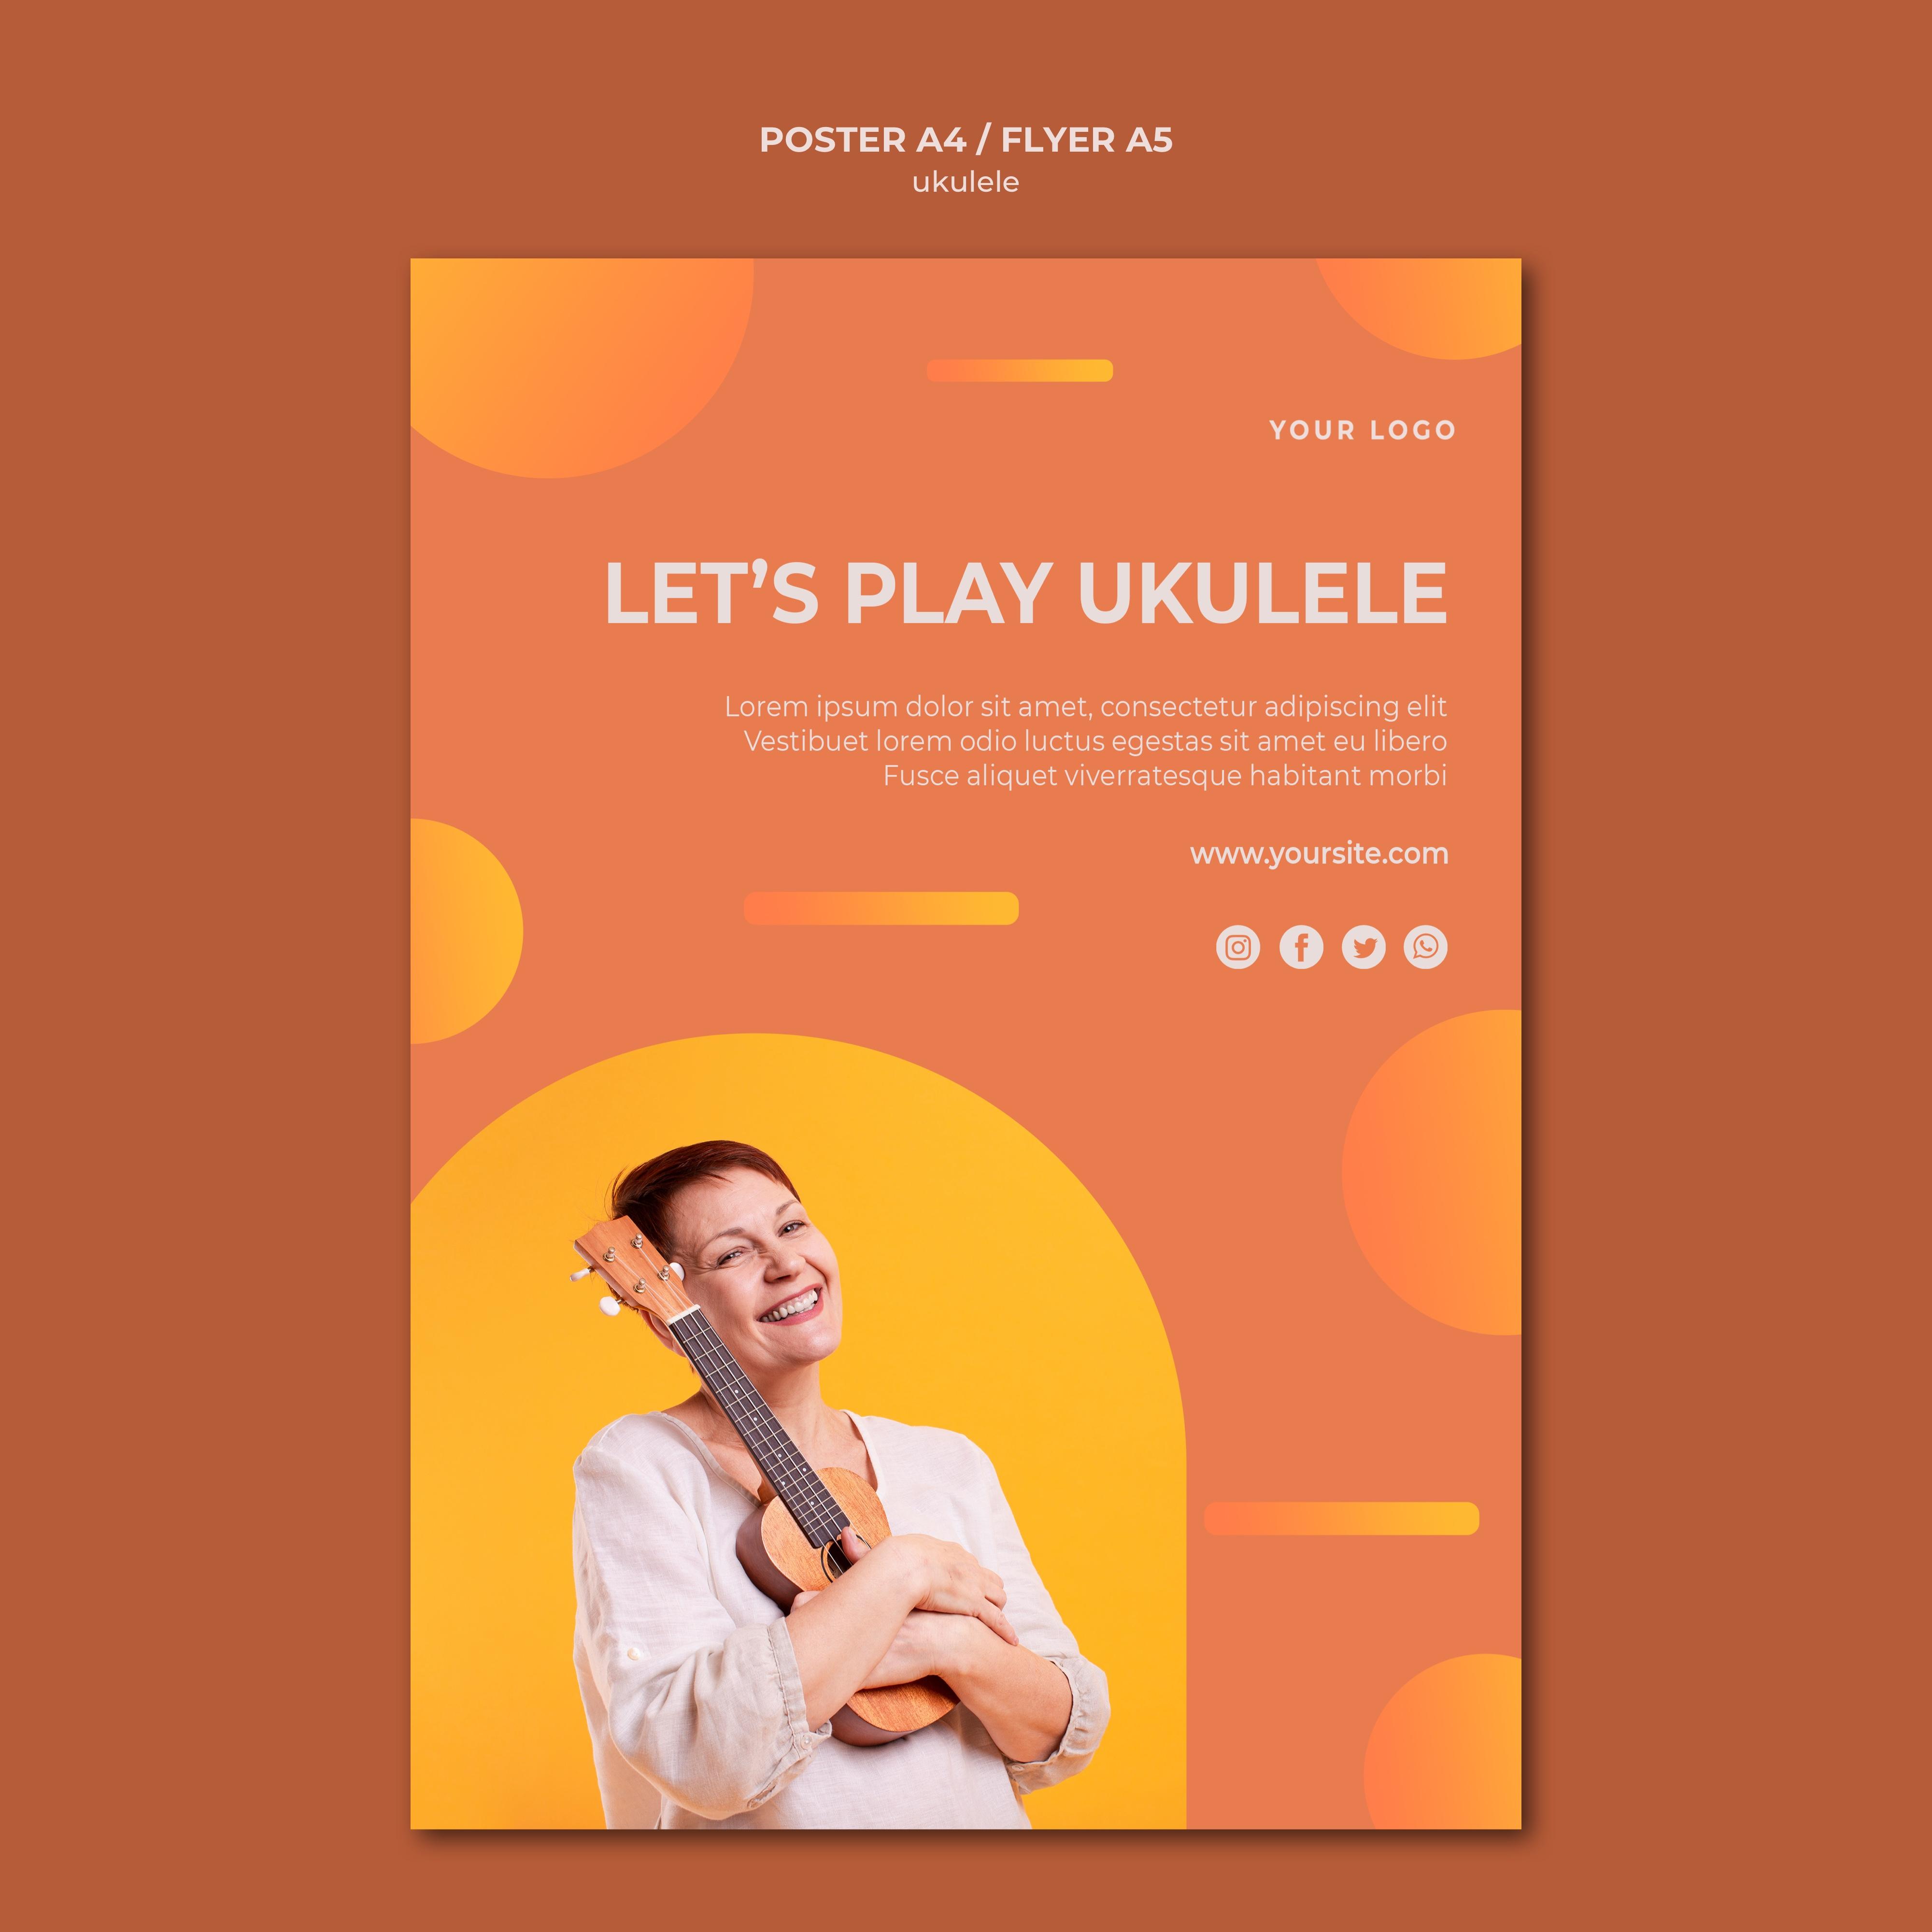 POSTER A4 / FLYER A5
ukulele
YOUR LOGO
LET’S PLAY UKULELE
Lorem ipsum dolor sit amet, consectetur adipiscing elit
Vestibuet lorem odio luctus egestas sit amet eu libero
Fusce aliquet viverratesque habitant morbi
www.yoursite.com